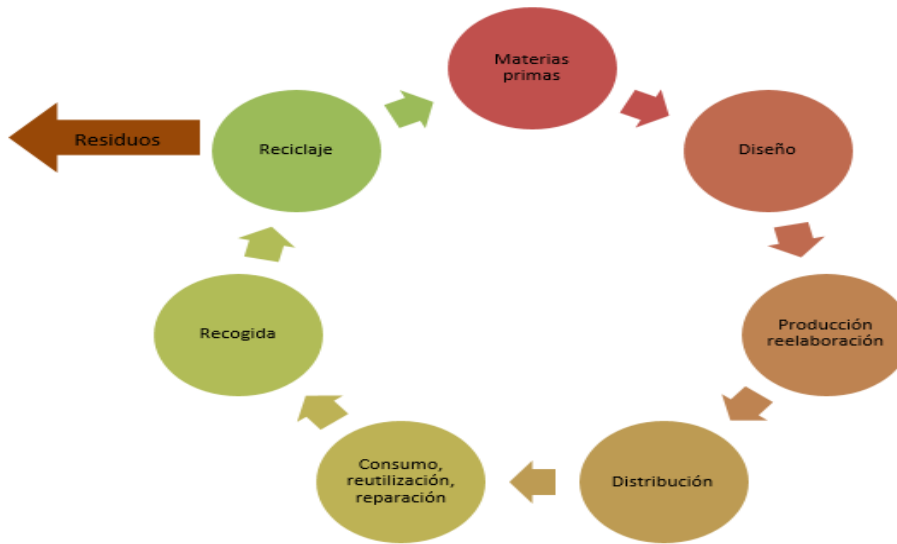 Materias
primas
Diseño
Producción
reelaboración
Distribución
Consumo,
reutilización,
reparación
Recogida
Reciclaje
Residuos